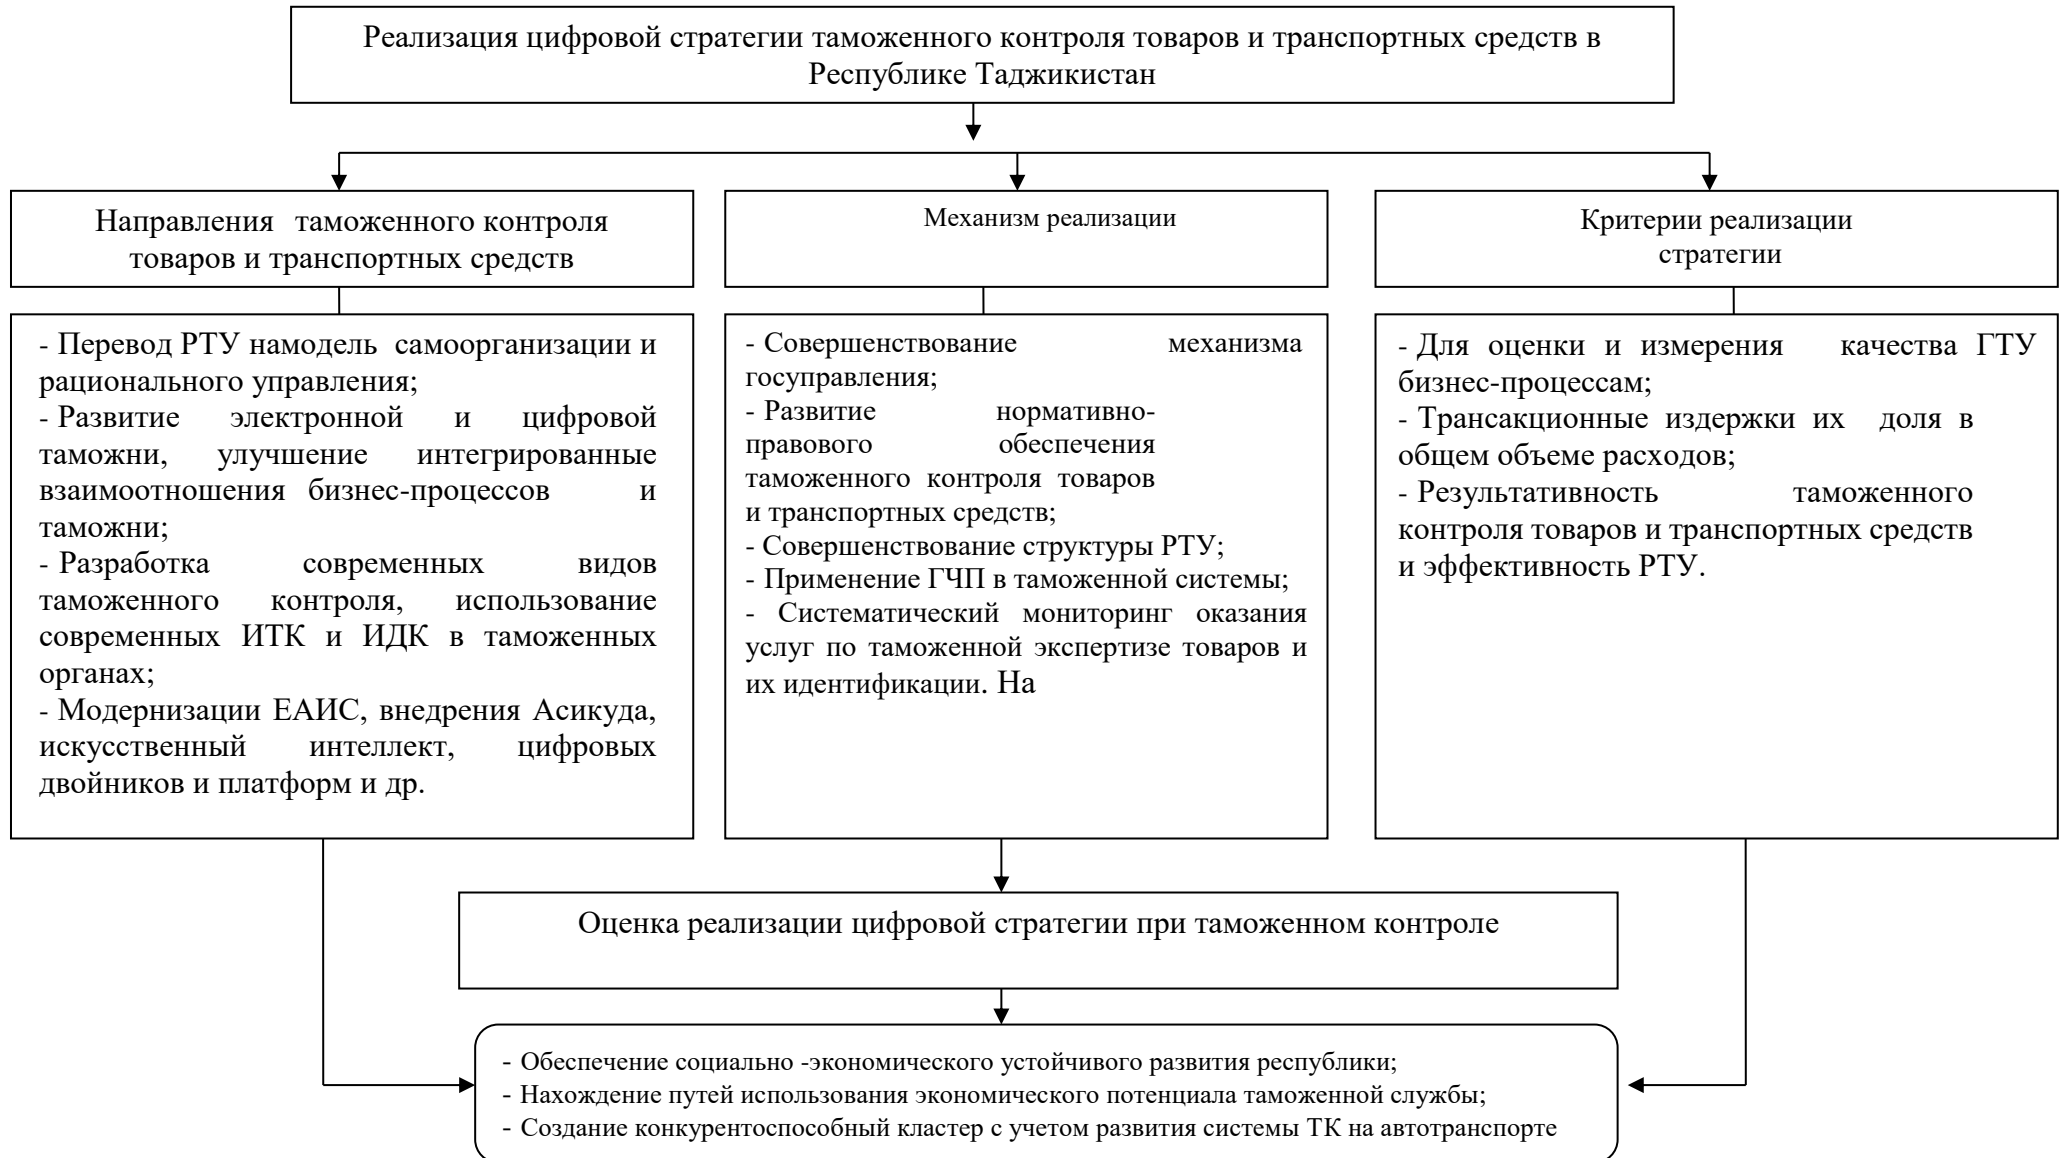 Реализация цифровой стратегии таможенного контроля товаров и транспортных средств в
Республике Таджикистан
Направления таможенного контроля
товаров и транспортных средств
Механизм реализации
Критерии реализации
стратегии
- Перевод РТУ намодель самоорганизации и
рационального управления;
- Развитие электронной и цифровой
таможни, улучшение интегрированные
взаимоотношения бизнес-процессов и
таможни;
- Разработка современных видов
таможенного контроля, использование
современных ИТК и ИДК в таможенных
органах;
- Модернизации ЕАИС, внедрения Асикуда,
искусственный интеллект, цифровых
двойников и платформ и др.
- Совершенствование механизма
госуправления;
- Развитие нормативно-
правового обеспечения
таможенного контроля товаров
и транспортных средств;
- Совершенствование структуры РТУ;
- Применение ГЧП в таможенной системы;
- Систематический мониторинг оказания
услуг по таможенной экспертизе товаров и
их идентификации. На
- Для оценки и измерения качества ГТУ
бизнес-процессам;
- Трансакционные издержки их доля в
общем объеме расходов;
- Результативность таможенного
контроля товаров и транспортных средств
и эффективность РТУ.
Оценка реализации цифровой стратегии при таможенном контроле
- Обеспечение социально -экономического устойчивого развития республики;
- Нахождение путей использования экономического потенциала таможенной службы;
- Создание конкурентоспособный кластер с учетом развития системы ТК на автотранспорте